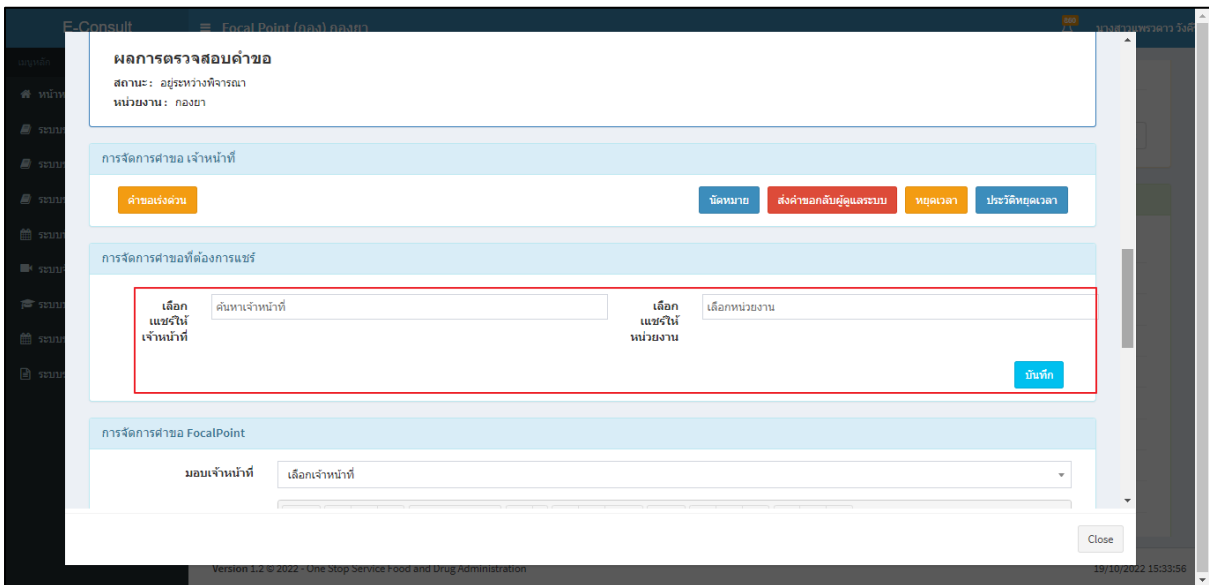 E-Consult
Focal Point (กอง) กองยา
เมนูหลัก
ผลการตรวจสอบคำขอ
สถานะ : อยู่ระหว่างพิจารณา
หน่วยงาน : กองยา
การจัดการคำขอ เจ้าหน้าที่
คำขอเร่งด่วน
นัดหมาย
ส่งคำขอกลับผู้ดูแลระบบ
หยุดเวลา
ประวัติหยุดเวลา
การจัดการคำขอที่ต้องการแชร์
เลือก
แชร์ให้
เจ้าหน้าที่
ค้นหาเจ้าหน้าที่
เลือก
แชร์ให้
หน่วยงาน
เลือกหน่วยงาน
บันทึก
การจัดการคำขอ FocalPoint
มอบเจ้าหน้าที่
เลือกเจ้าหน้าที่
Close
Version 1.2 © 2022 - One Stop Service Food and Drug Administration
19/10/2022 15:33:56